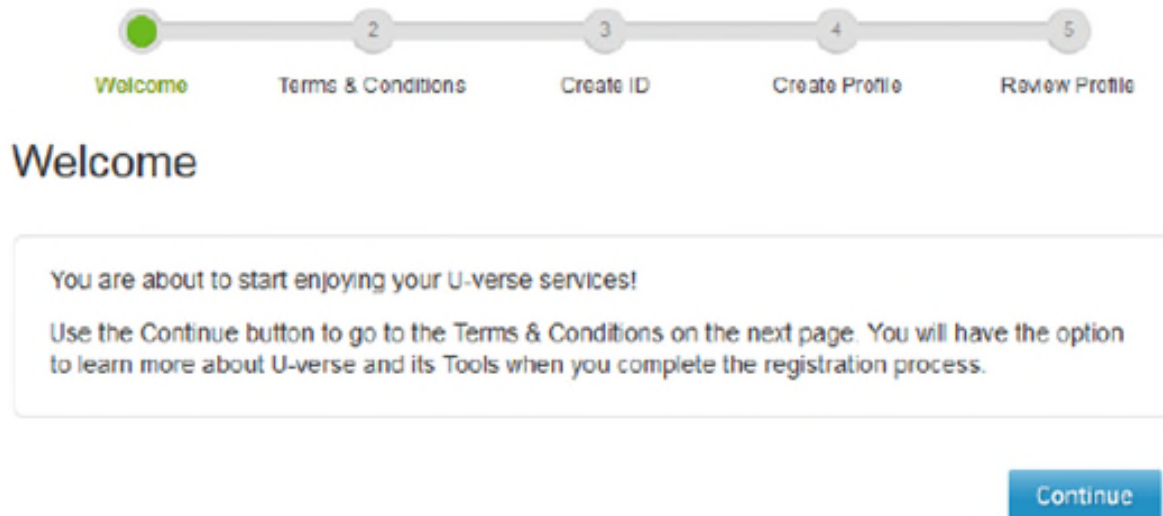 2 3 4 5
Welcome Terms & Conditions Create ID Create Profile Review Profile
Welcome
You are about to start enjoying your U-verse services!
Use the Continue button to go to the Terms & Conditions on the next page. You will have the option
to learn more about U-verse and its Tools when you complete the registration process.
Continue